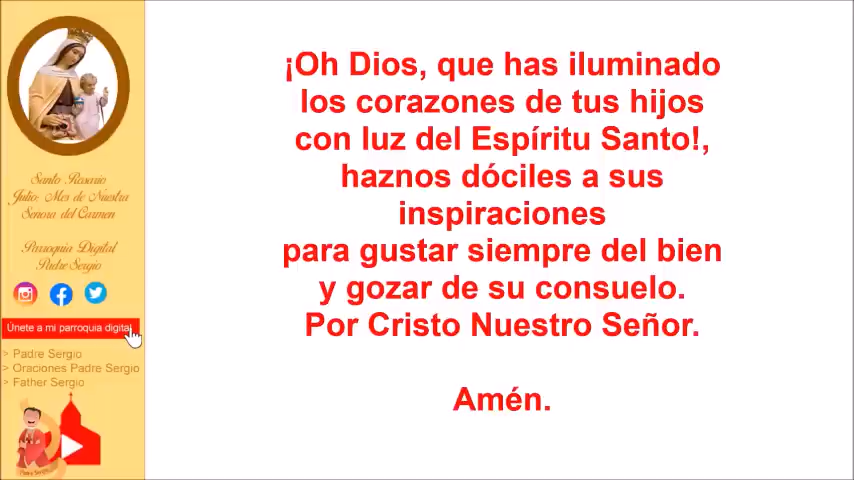 Santo Rosario
Julio: Mes de Nuestra
Señora del Carmen
Parroquia Digital
Padre Sergio
Únete a mi parroquia digital
> Padre Sergio
> Oraciones Padre Sergio
> Father Sergio
¡Oh Dios, que has iluminado
los corazones de tus hijos
con luz del Espíritu Santo!,
haznos dóciles a sus
inspiraciones
para gustar siempre del bien
y gozar de su consuelo.
Por Cristo Nuestro Señor.
Amén.